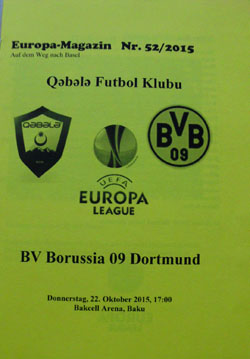 Europa-Magazin Nr. 52/2015
Auf dem Weg nach Basel
Qəbələ Futbol Klubu
QƏBƏLƏ
BVB
09
UEFA
EUROPA
LEAGUE
BV Borussia 09 Dortmund
Donnerstag, 22. Oktober 2015, 17:00
Bakcell Arena, Baku